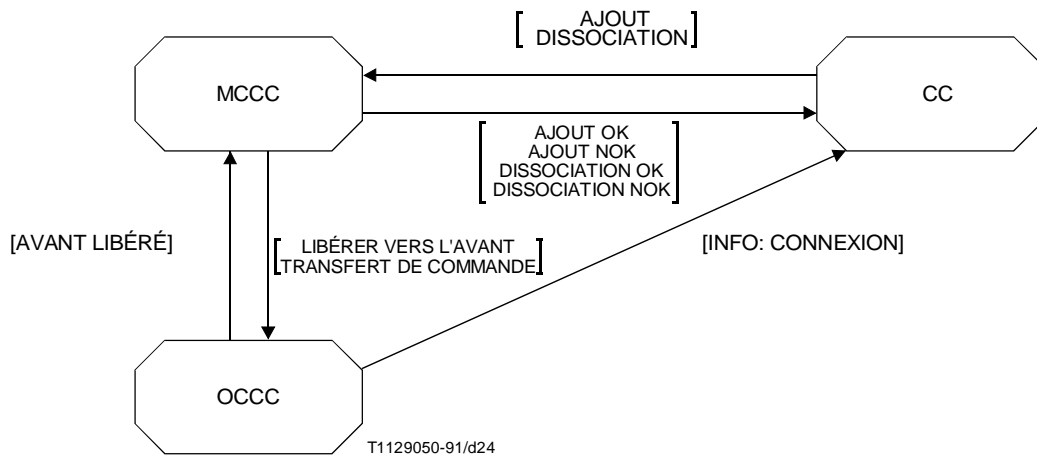 [ AJOUT
DISSOCIATION ]
MCCC
CC
[ AJOUT OK
AJOUT NOK
DISSOCIATION OK
DISSOCIATION NOK ]
[AVANT LIBÉRÉ]
[ LIBÉRER VERS L'AVANT
TRANSFERT DE COMMANDE ]
[INFO: CONNEXION]
OCCC
T1129050-91/d24